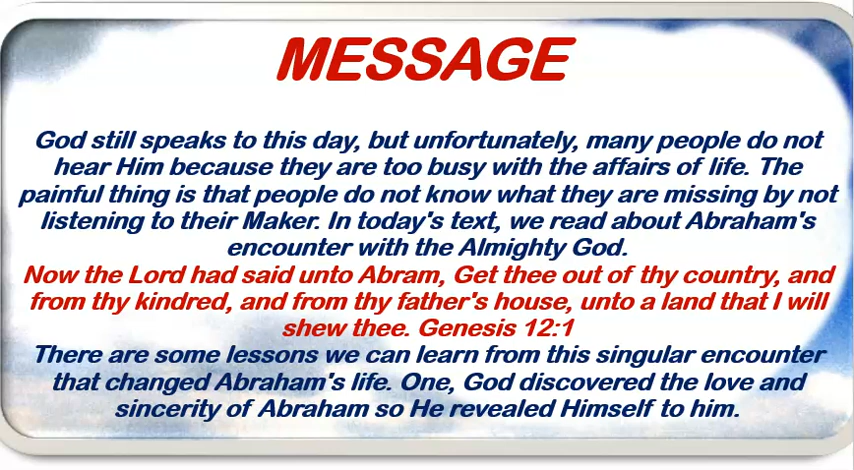 MESSAGE
God still speaks to this day, but unfortunately, many people do not
hear Him because they are too busy with the affairs of life. The
painful thing is that people do not know what they are missing by not
listening to their Maker. In today's text, we read about Abraham's
encounter with the Almighty God.
Now the Lord had said unto Abram, Get thee out of thy country, and
from thy kindred, and from thy father's house, unto a land that I will
shew thee. Genesis 12:1
There are some lessons we can learn from this singular encounter
that changed Abraham's life. One, God discovered the love and
sincerity of Abraham so He revealed Himself to him.